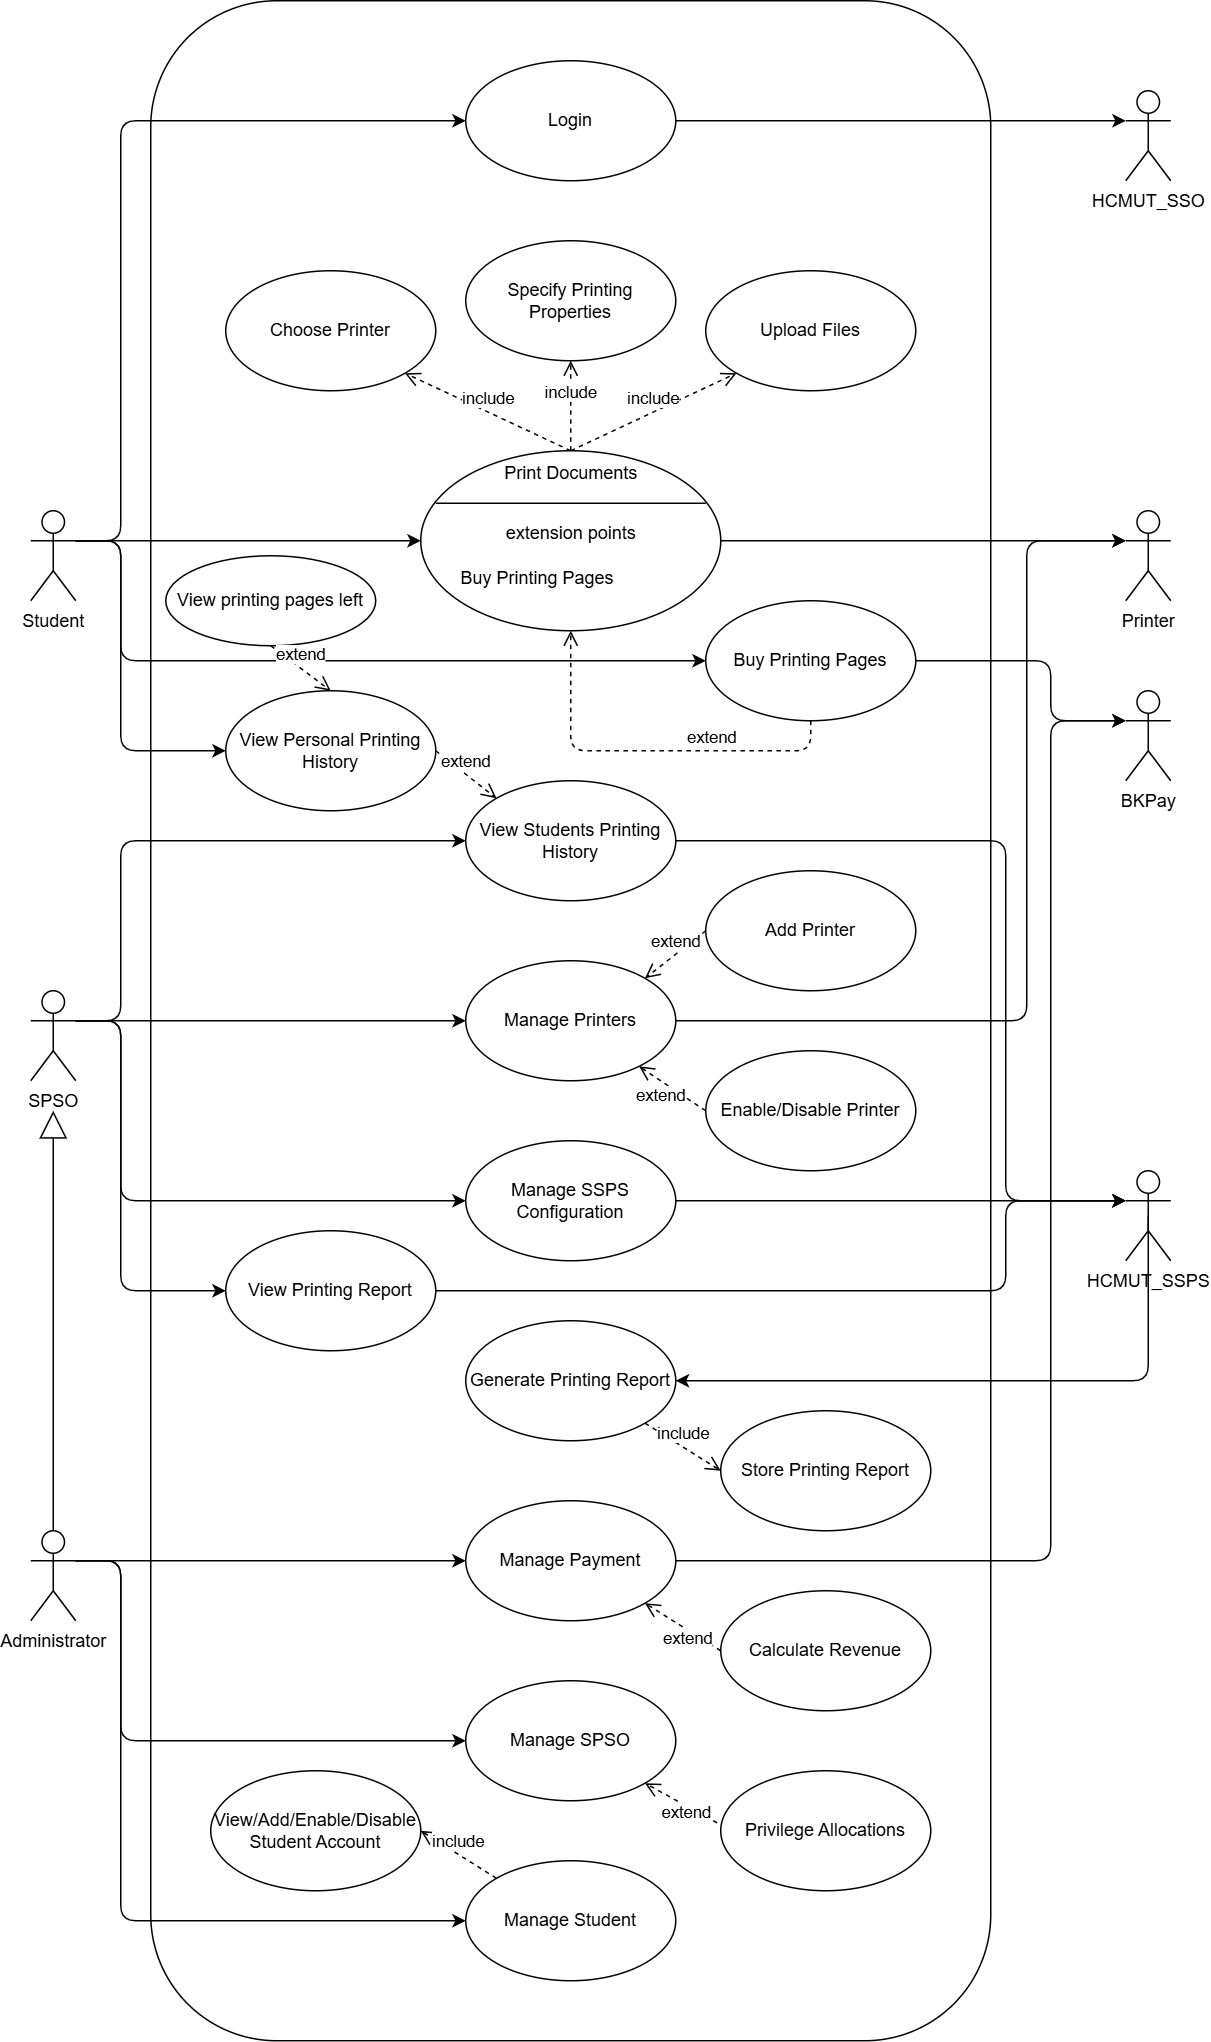 Login
HCMUT_SSO
Specify Printing
Properties
Choose Printer
Upload Files
include
include
include
Print Documents
extension points
Buy Printing Pages
Student
Printer
View printing pages left
extend
Buy Printing Pages
View Personal Printing
History
extend
extend
BKPay
View Students Printing
History
Add Printer
extend
Manage Printers
SPSO
extend
Enable/Disable Printer
Manage SSPS
Configuration
HCMUT_SSPS
View Printing Report
Generate Printing Report
include
Store Printing Report
Manage Payment
Administrator
extend
Calculate Revenue
Manage SPSO
extend
Privilege Allocations
View/Add/Enable/Disable
Student Account
include
Manage Student